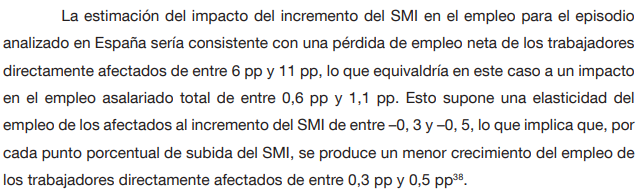 La estimación del impacto del incremento del SMI en el empleo para el episodio
analizado en España sería consistente con una pérdida de empleo neta de los trabajadores
directamente afectados de entre 6 pp y 11 pp, lo que equivaldría en este caso a un impacto
en el empleo asalariado total de entre 0,6 pp y 1,1 pp. Esto supone una elasticidad del
empleo de los afectados al incremento del SMI de entre –0, 3 y –0, 5, lo que implica que, por
cada punto porcentual de subida del SMI, se produce un menor crecimiento del empleo de
los trabajadores directamente afectados de entre 0,3 pp y 0,5 pp³⁸.